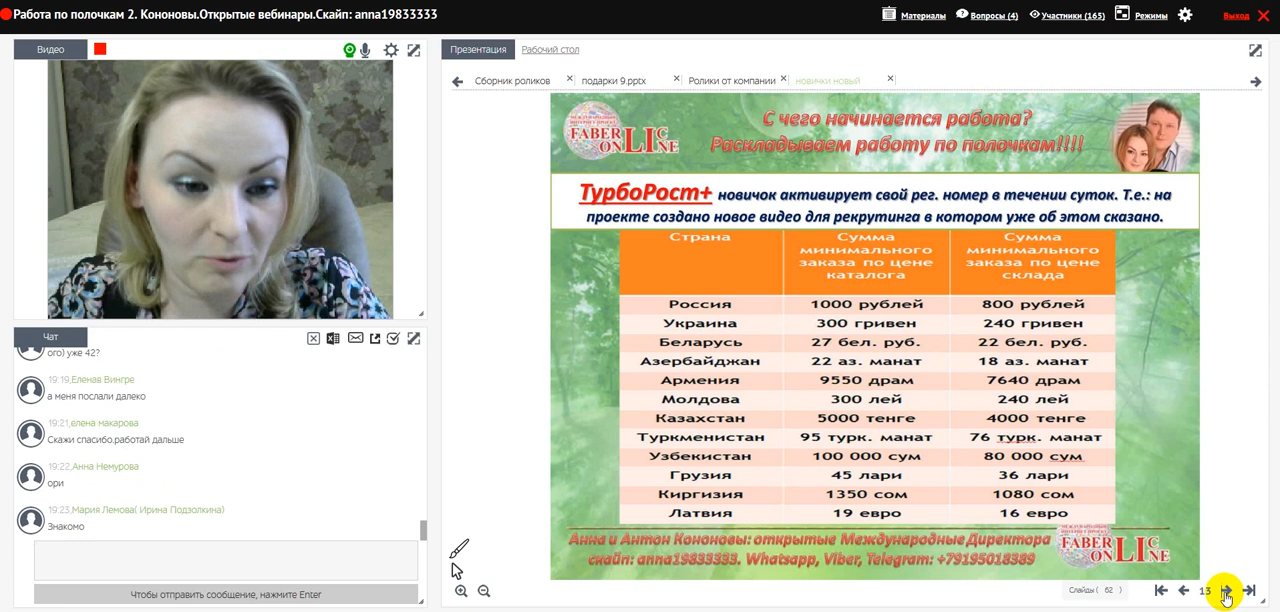 Работа по полочкам 2. Кононовы.Открытые вебинары.Скайп: anna19833333
Материалы Вопросы (4) Участники (165) Режимы Выход
Видео
Презентация Рабочий стол
Сборник роликов подарки 9.pptx Ролики от компании новички новый
МЕЖДУНАРОДНЫЙ
ИНТЕРНЕТ-ПРОЕКТ
FABERLIC
ONLINE
С чего начинается работа?
Раскладываем работу по полочкам!!!!
ТурбоРост+ новичок активирует свой рег. номер в течении суток. Т.е.: на
проекте создано новое видео для рекрутинга в котором уже об этом сказано.
Страна Сумма минимального заказа по цене каталога Сумма минимального заказа по цене склада
Россия 1000 рублей 800 рублей
Украина 300 гривен 240 гривен
Беларусь 27 бел. руб. 22 бел. руб.
Азербайджан 22 аз. манат 18 аз. манат
Армения 9550 драм 7640 драм
Молдова 300 лей 240 лей
Казахстан 5000 тенге 4000 тенге
Туркменистан 95 турк. манат 76 турк. манат
Узбекистан 100 000 сум 80 000 сум
Грузия 45 лари 36 лари
Киргизия 1350 сом 1080 сом
Латвия 19 евро 16 евро
Анна и Антон Кононовы: открытые Международные Директора
скайп: anna19833333. Whatsapp, Viber, Telegram: +79195018389
FABERLIC
ONLINE
Слайды ( 62 ) 13
Чат
ого) уже 42?
19:19,Еленав Вингре
а меня послали далеко
19:21,елена макарова
Скажи спасибо.работай дальше
19:22,Анна Немурова
ори
19:23,Мария Лемова( Ирина Подзолкина)
Знакомо
Чтобы отправить сообщение, нажмите Enter